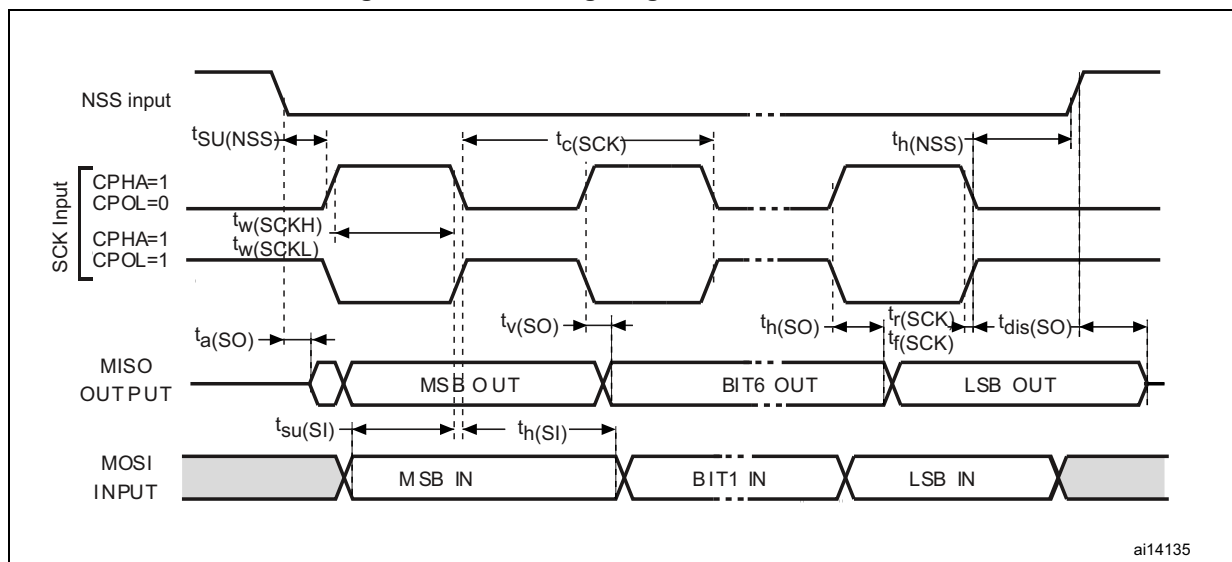 NSS input
tSU(NSS)
tc(SCK)
th(NSS)
SCK Input
CPHA=1
CPOL=0
tw(SCKH)
CPHA=1
tw(SCKL)
CPOL=1
ta(SO)
tv(SO)
th(SO)
tr(SCK)
tf(SCK)
tdis(SO)
MISO
OUTPUT
MSB OUT
BIT6 OUT
LSB OUT
tsu(SI)
th(SI)
MOSI
INPUT
MSB IN
BIT1 IN
LSB IN
ai14135